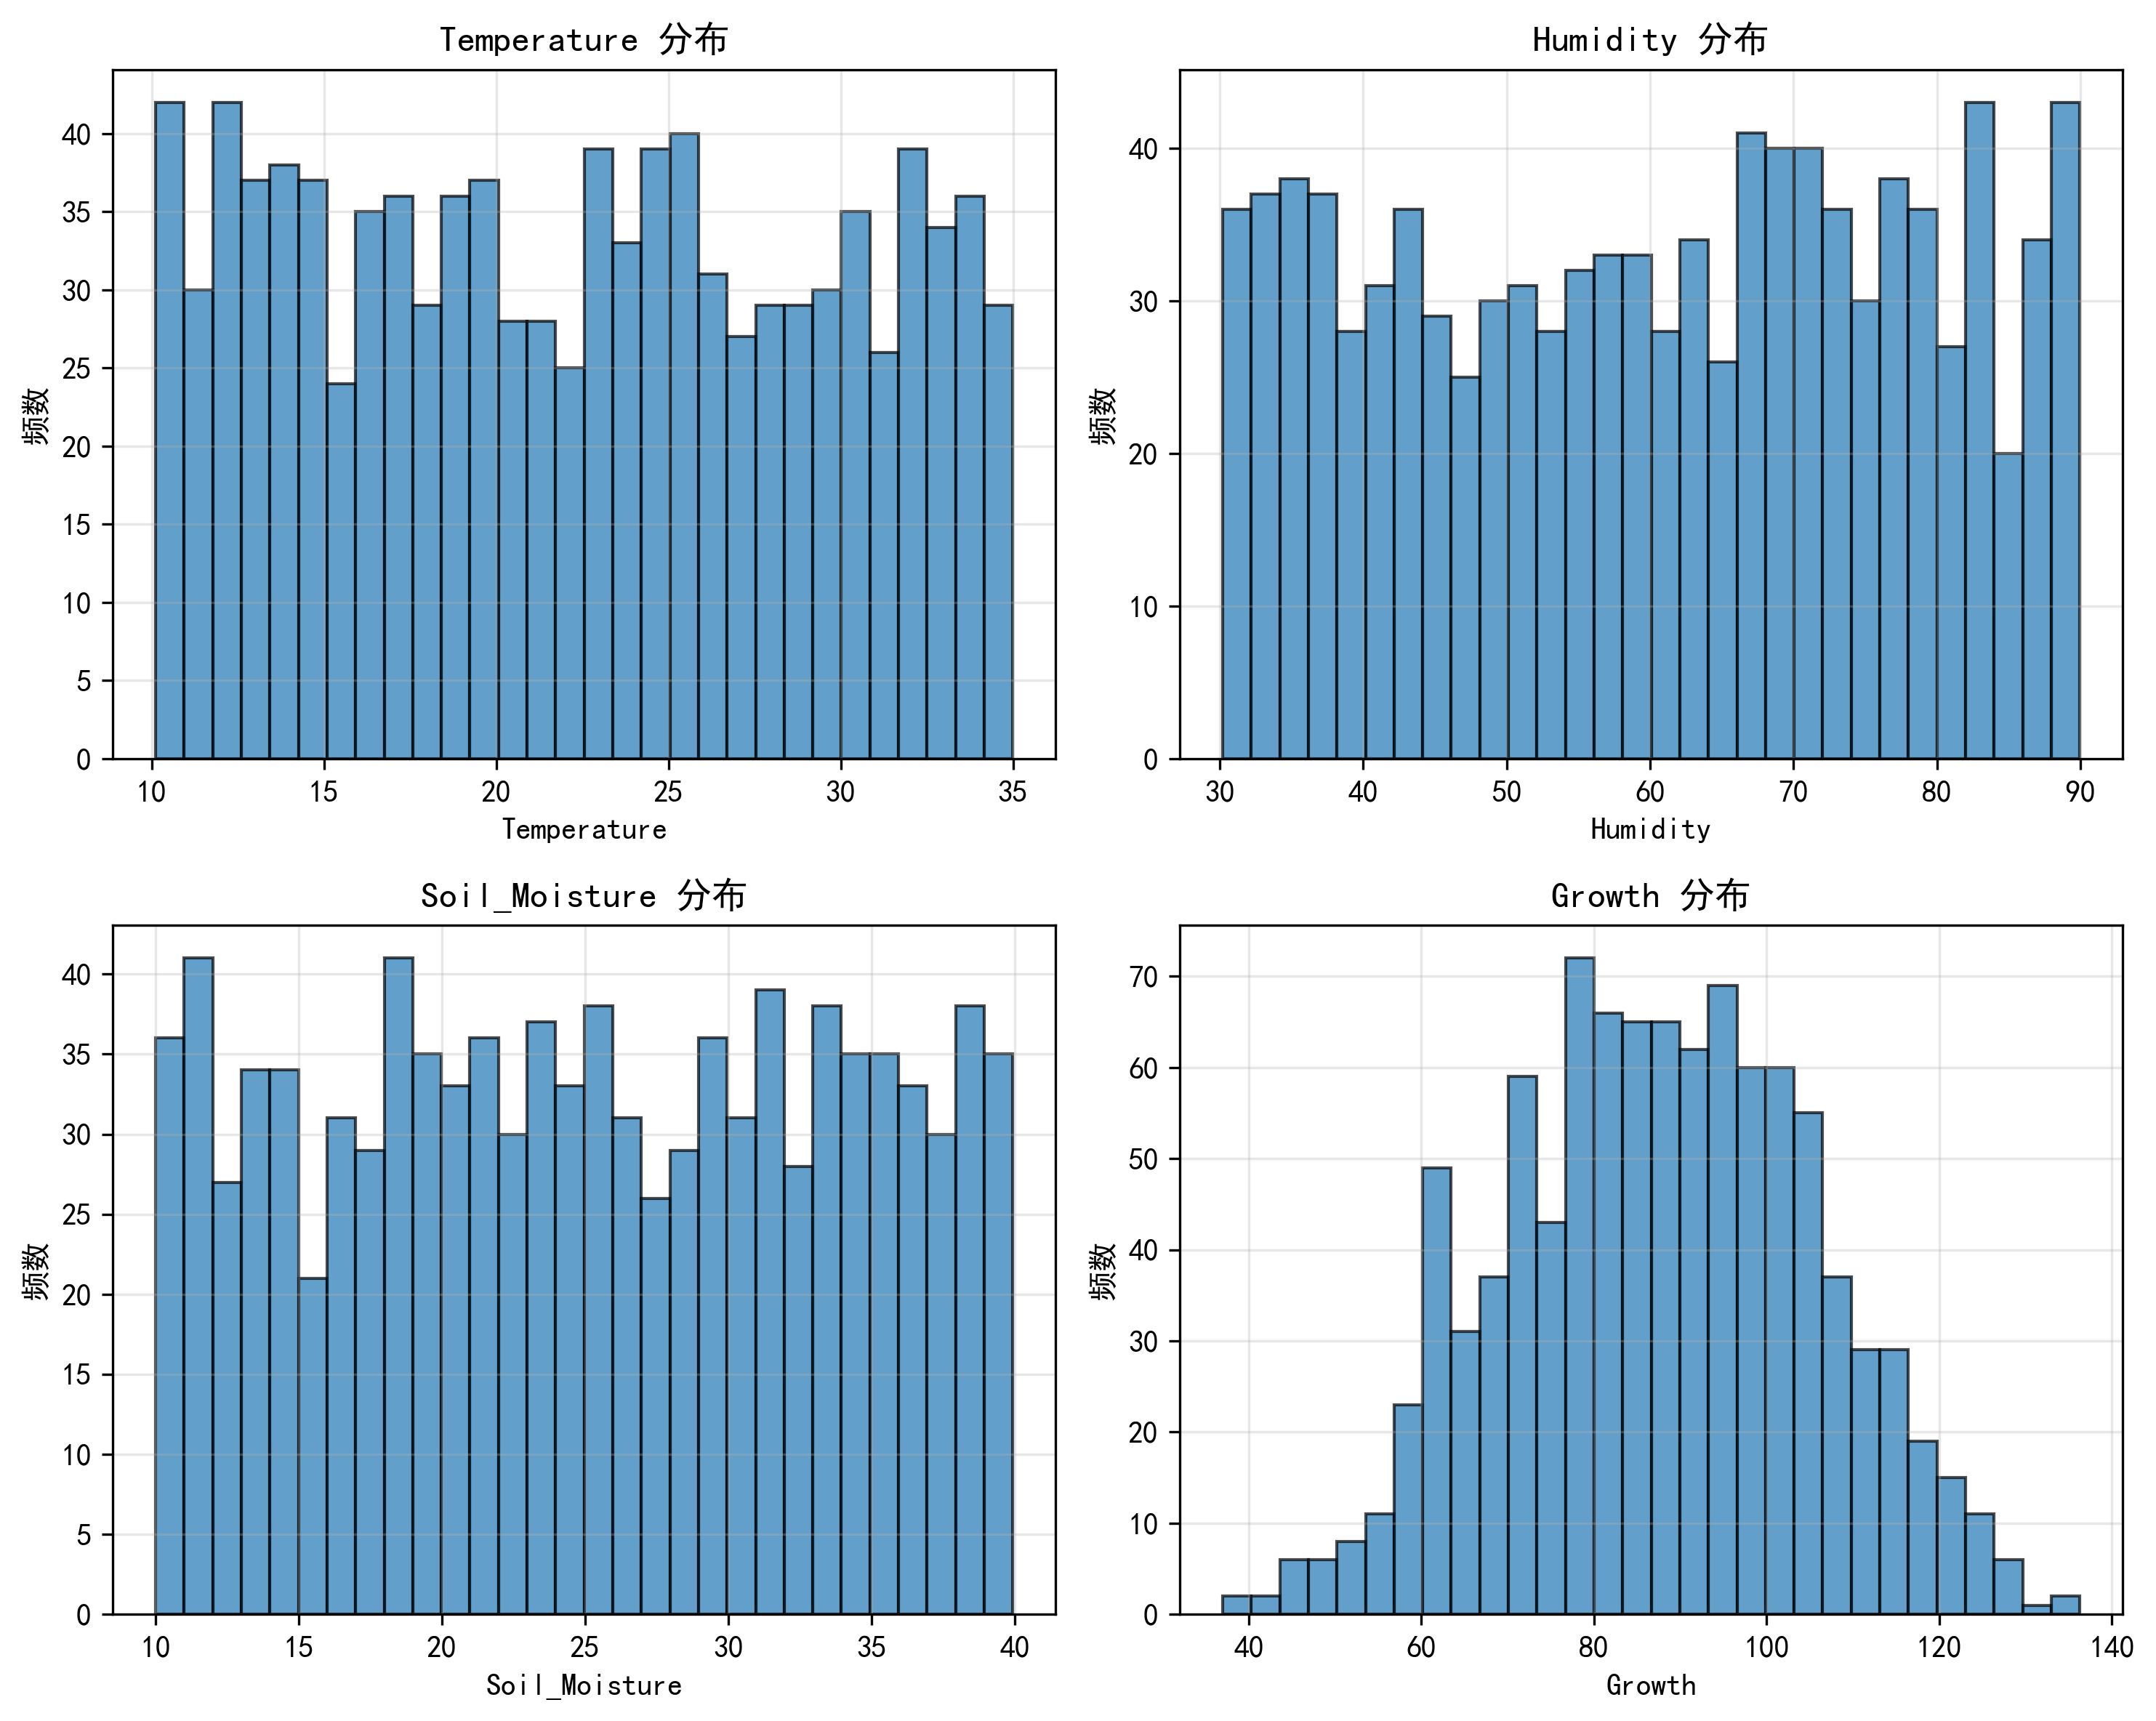 Temperature 分布
频数
40
35
30
25
20
15
10
5
0
10 15 20 25 30 35
Temperature
Humidity 分布
频数
40
30
20
10
0
30 40 50 60 70 80 90
Humidity
Soil_Moisture 分布
频数
40
35
30
25
20
15
10
5
0
10 15 20 25 30 35 40
Soil_Moisture
Growth 分布
频数
70
60
50
40
30
20
10
0
40 60 80 100 120 140
Growth